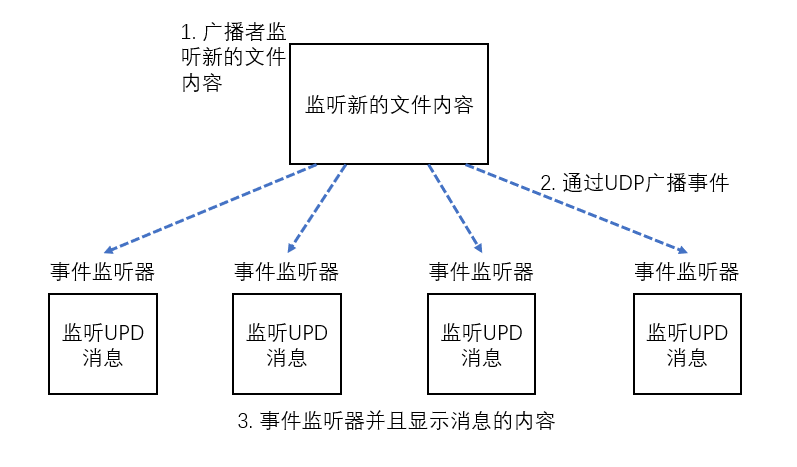 1. 广播者监
听新的文件
内容
监听新的文件内容
2. 通过UDP广播事件
事件监听器
事件监听器
事件监听器
事件监听器
监听UPD
消息
监听UPD
消息
监听UPD
消息
监听UPD
消息
3. 事件监听器并且显示消息的内容